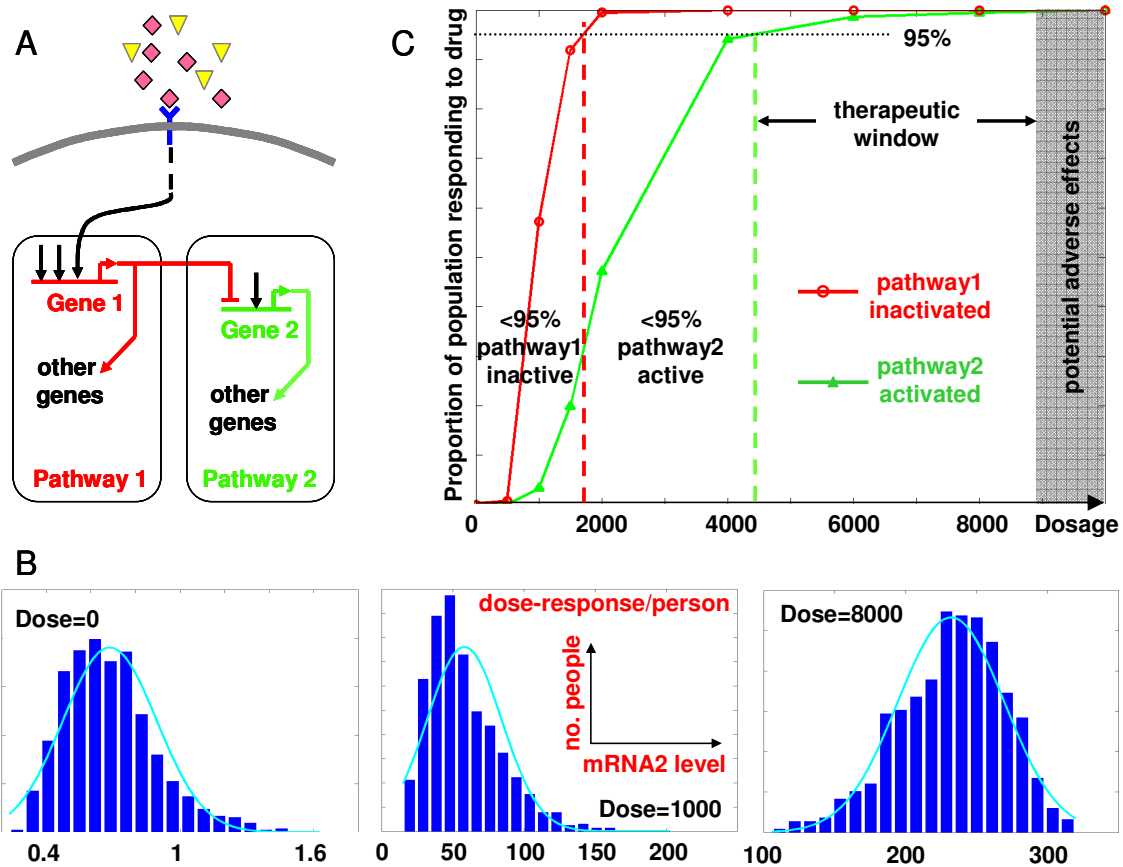 A
Gene 1
other
genes
Pathway 1
Gene 2
other
genes
Pathway 2
C
Proportion of population responding to drug
95%
therapeutic
window
potential adverse effects
<95%
pathway1
inactive
<95%
pathway2
active
pathway1
inactivated
pathway2
activated
0 2000 4000 6000 8000 Dosage
B
Dose=0
0.4 1 1.6
dose-response/person
no. people
mRNA2 level
Dose=1000
0 50 100 150 200
Dose=8000
100 200 300